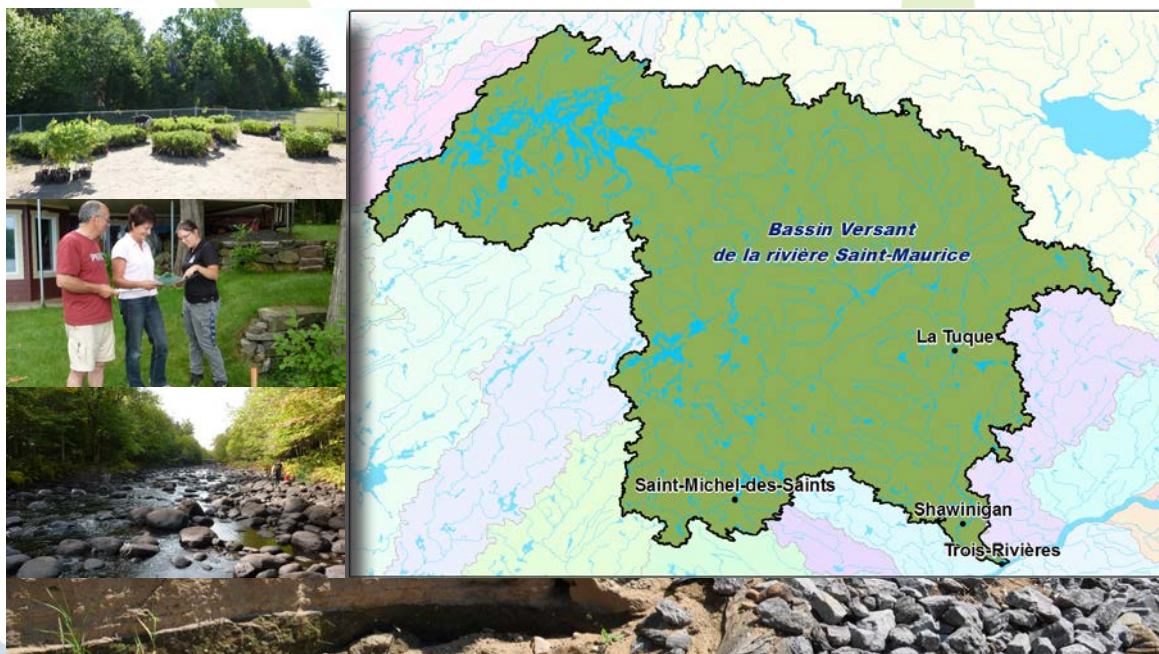 Bassin Versant
de la rivière Saint-Maurice
La Tuque
Saint-Michel-des-Saints
Shawinigan
Trois-Rivières